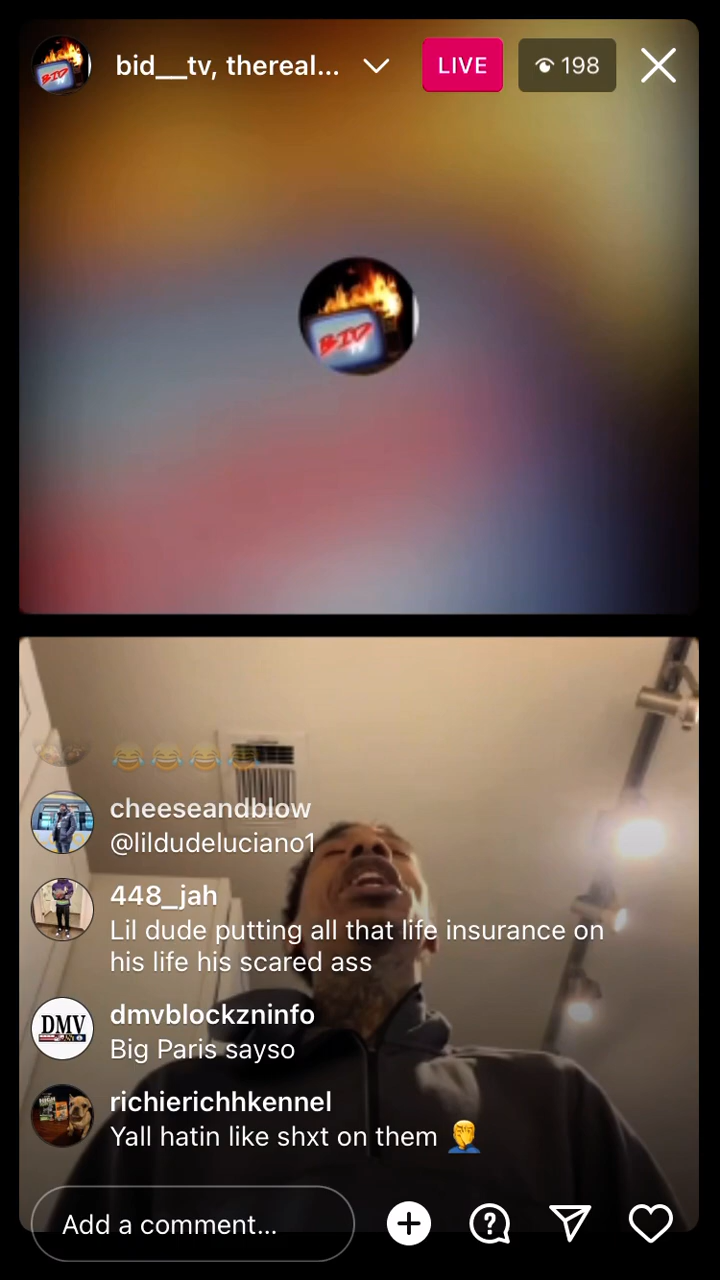 bid__tv, thereal...
LIVE
198
BID
😂😂😂😂
cheeseandblow
@lildudeluciano1
448_jah
Lil dude putting all that life insurance on
his life his scared ass
DMV
dmvblockzninfo
Big Paris sayso
richierichhkennel
Yall hatin like shxt on them 🤦‍♂️
Add a comment...